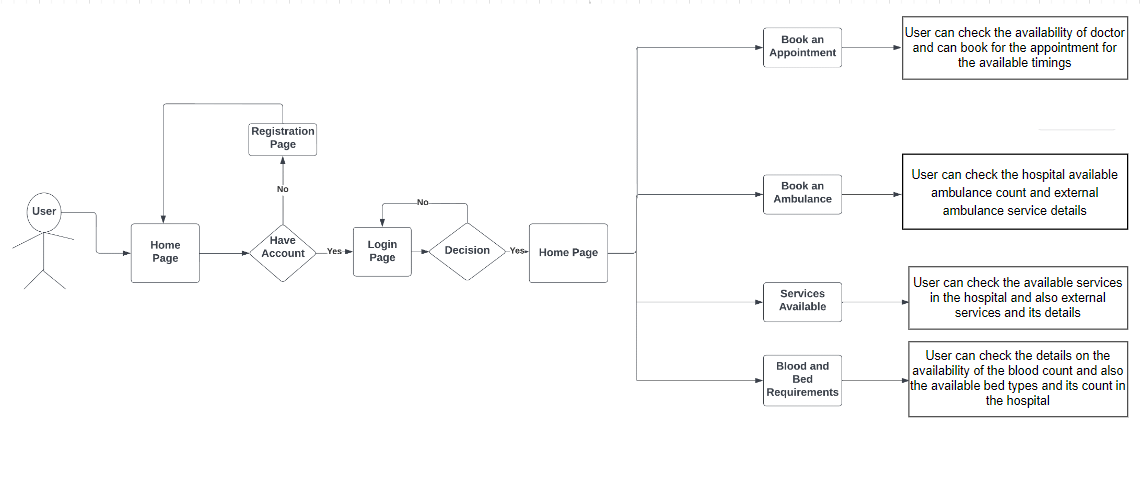 User
Home
Page
Registration
Page
No
Have
Account
Yes
Login
Page
No
Decision
Yes
Home Page
Book an
Appointment
User can check the availability of doctor
and can book for the appointment for
the available timings
Book an
Ambulance
User can check the hospital available
ambulance count and external
ambulance service details
Services
Available
User can check the available services
in the hospital and also external
services and its details
Blood and
Bed
Requirements
User can check the details on the
availability of the blood count and also
the available bed types and its count in
the hospital